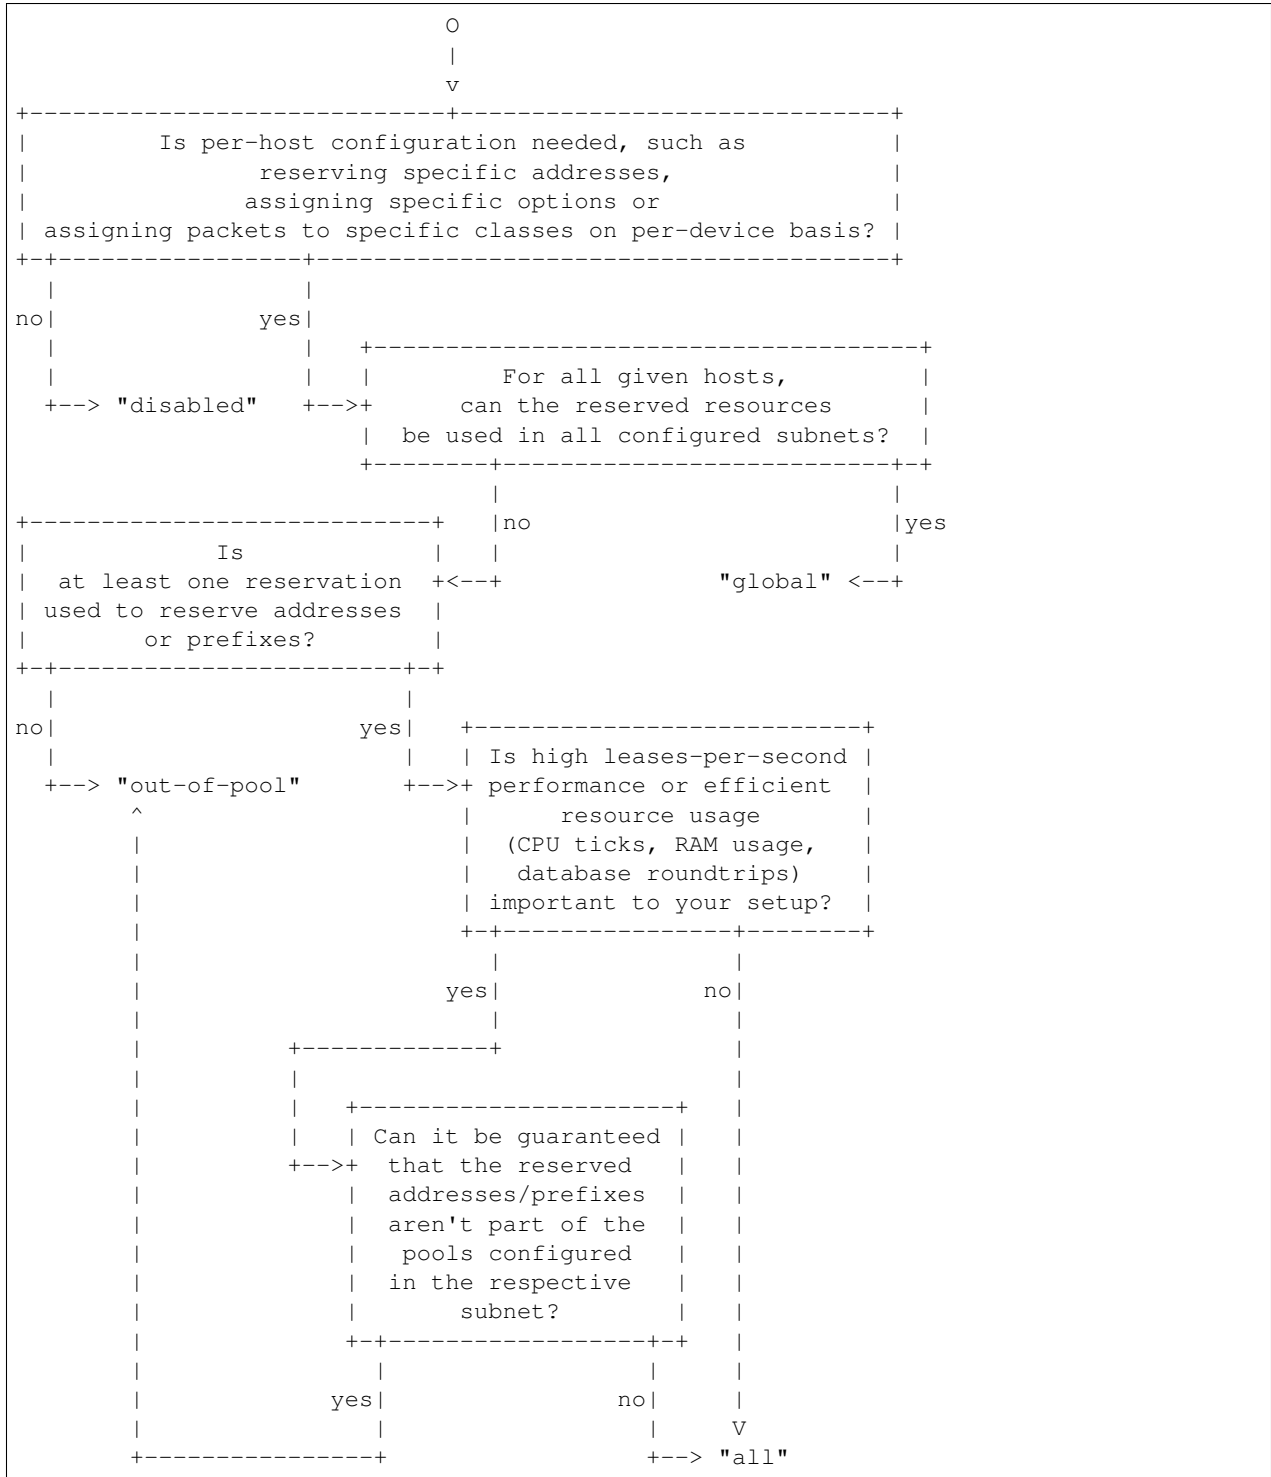 O
                              |
                              v
+-----------------------------+------------------------------+
|         Is per-host configuration needed, such as          |
|                reserving specific addresses,               |
|               assigning specific options or                |
| assigning packets to specific classes on per-device basis? |
+-+-----------------+----------------------------------------+
  |                 |
no|              yes|
  |                 |   +--------------------------------------+
  |                 |   |         For all given hosts,         |
  +--> "disabled"   +-->+      can the reserved resources      |
                        |  be used in all configured subnets?  |
                        +--------+---------------------------+-+
                                 |                           |
+----------------------------+   |no                         |yes
|             Is             |   |                           |
|  at least one reservation  +<--+               "global" <--+
| used to reserve addresses  |
|        or prefixes?        |
+-+------------------------+-+
  |                        |
no|                     yes|   +---------------------------+
  |                        |   | Is high leases-per-second |
  +--> "out-of-pool"       +-->+ performance or efficient  |
        ^                      |      resource usage       |
        |                      |  (CPU ticks, RAM usage,   |
        |                      |   database roundtrips)    |
        |                      | important to your setup?  |
        |                      +-+----------------+--------+
        |                        |                |
        |                     yes|              no|
        |                        |                |
        |          +-------------+                |
        |          |                              |
        |          |   +----------------------+   |
        |          |   | Can it be guaranteed |   |
        |          +-->+  that the reserved   |   |
        |              |  addresses/prefixes  |   |
        |              |  aren't part of the  |   |
        |              |   pools configured   |   |
        |              |  in the respective   |   |
        |              |       subnet?        |   |
        |              +-+------------------+-+   |
        |                |                  |     |
        |             yes|                no|     |
        |                |                  |     V
        +----------------+                  +--> "all"